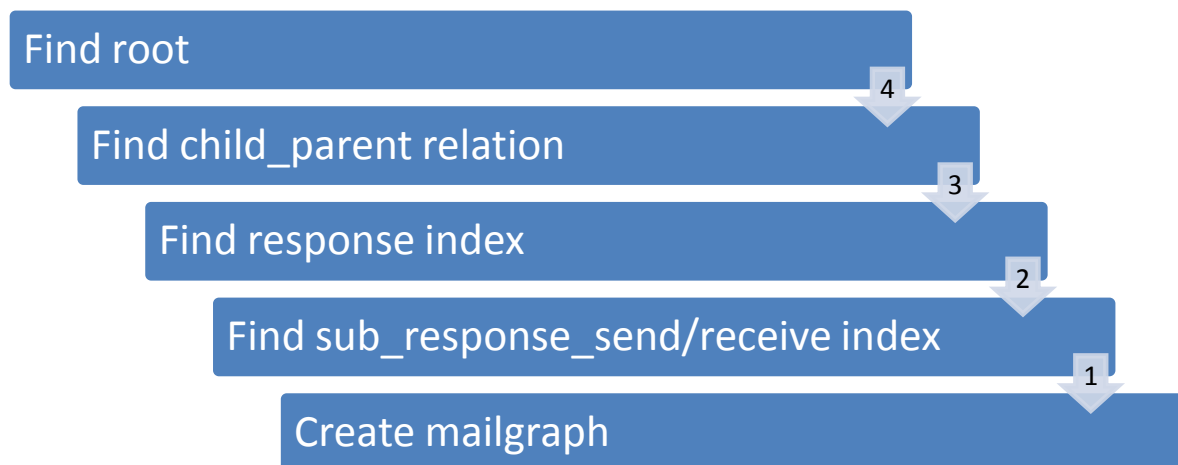 Find root
4
Find child_parent relation
3
Find response index
2
Find sub_response_send/receive index
1
Create mailgraph